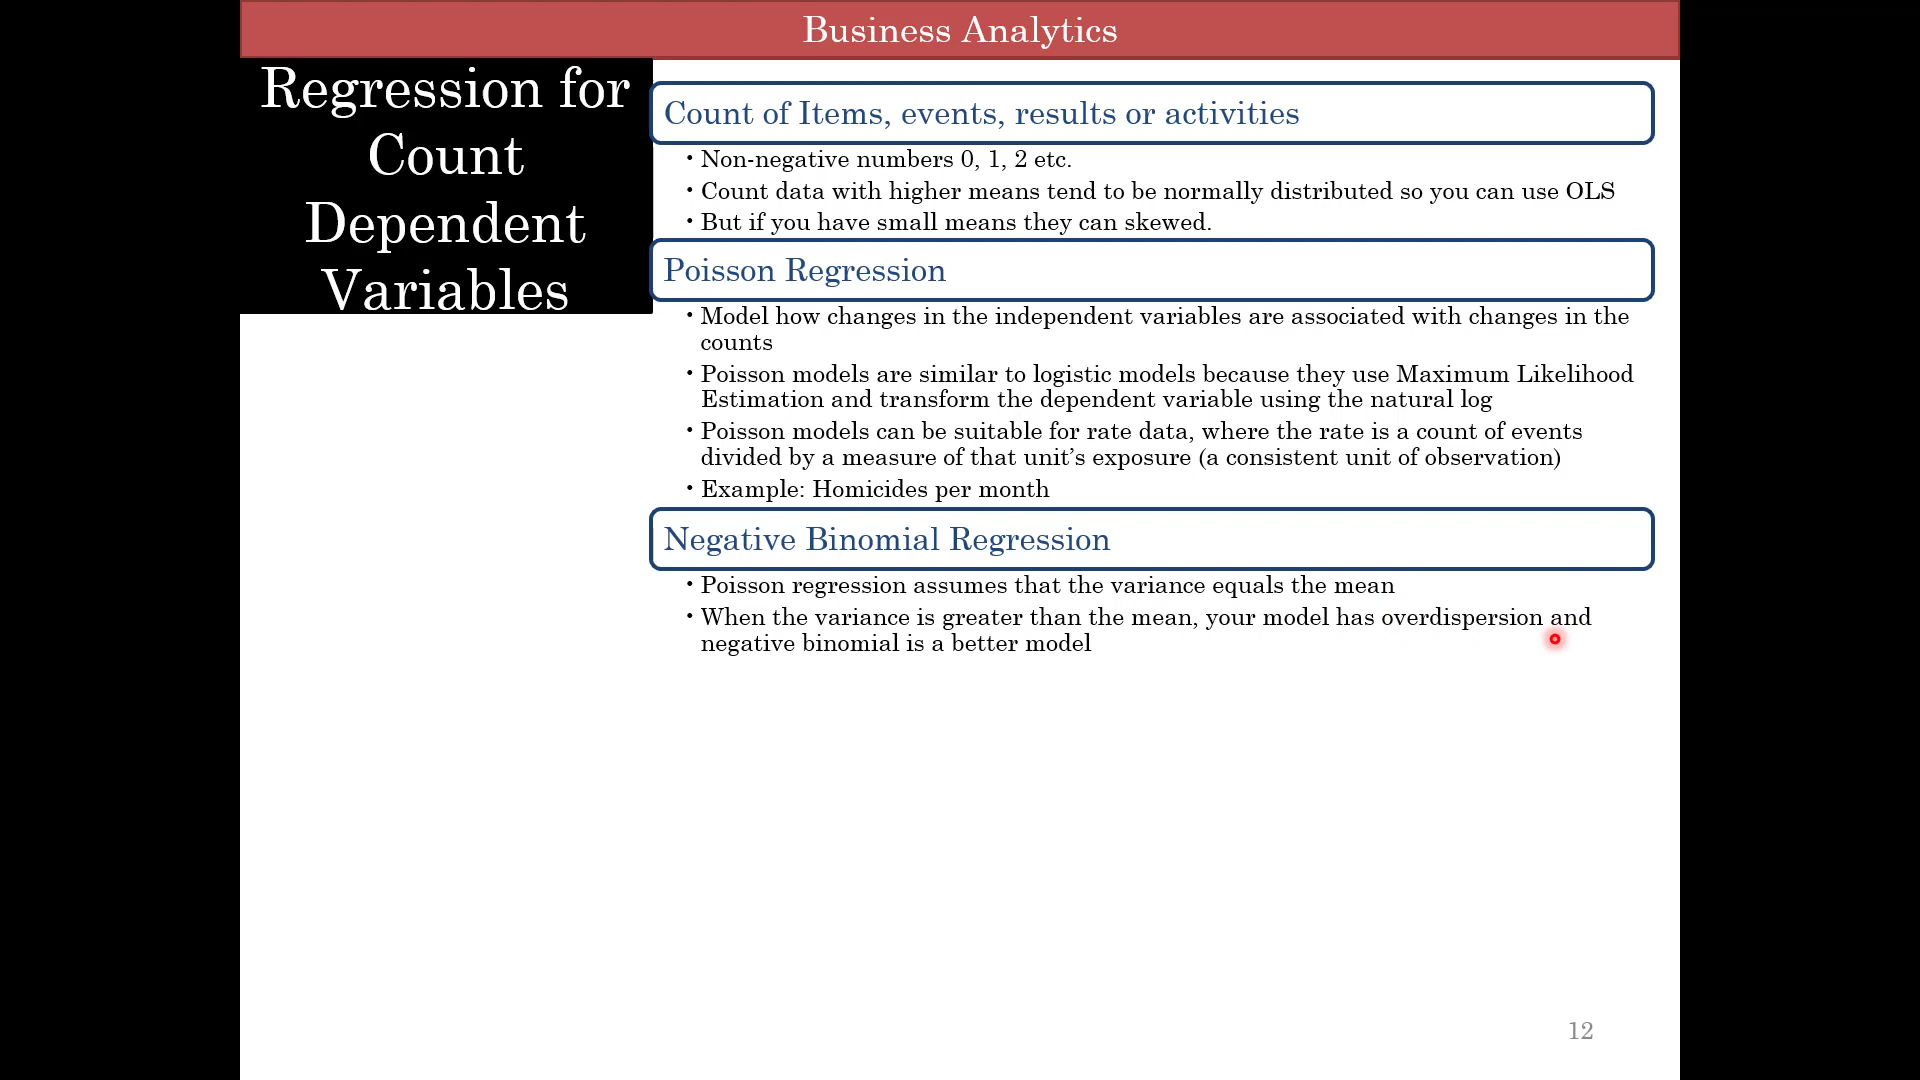 Business Analytics
Regression for
Count
Dependent
Variables
Count of Items, events, results or activities
• Non-negative numbers 0, 1, 2 etc.
• Count data with higher means tend to be normally distributed so you can use OLS
• But if you have small means they can skewed.
Poisson Regression
• Model how changes in the independent variables are associated with changes in the
counts
• Poisson models are similar to logistic models because they use Maximum Likelihood
Estimation and transform the dependent variable using the natural log
• Poisson models can be suitable for rate data, where the rate is a count of events
divided by a measure of that unit’s exposure (a consistent unit of observation)
• Example: Homicides per month
Negative Binomial Regression
• Poisson regression assumes that the variance equals the mean
• When the variance is greater than the mean, your model has overdispersion and
negative binomial is a better model
12